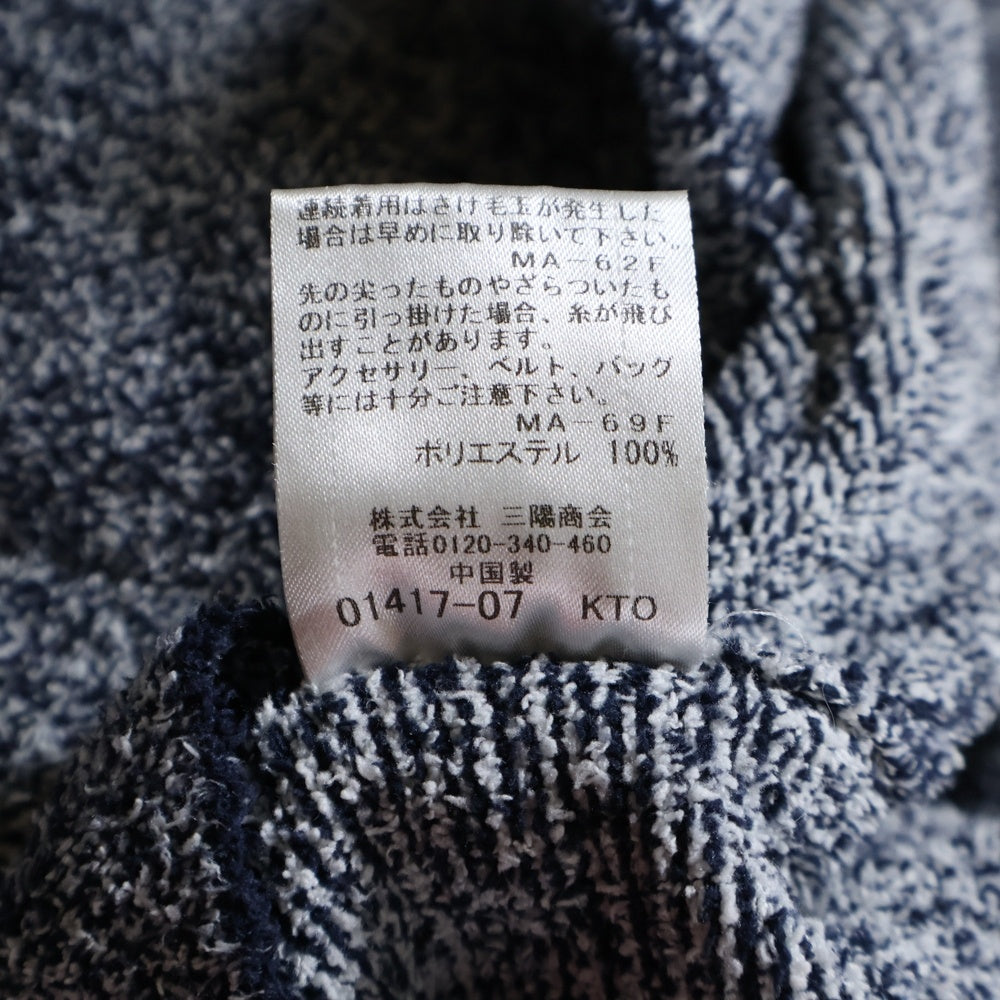 連続着用はさけ毛玉が発生した
場合は早めに取り除いて下さい。
MA-62F
先の尖ったものやざらついたも
のに引っ掛けた場合、糸が飛び
出すことがあります。
アクセサリー、ベルト、バッグ
等には十分ご注意下さい。
MA-69F
ポリエステル 100%
株式会社 三陽商会
電話0120-340-460
中国製
01417-07 KTO